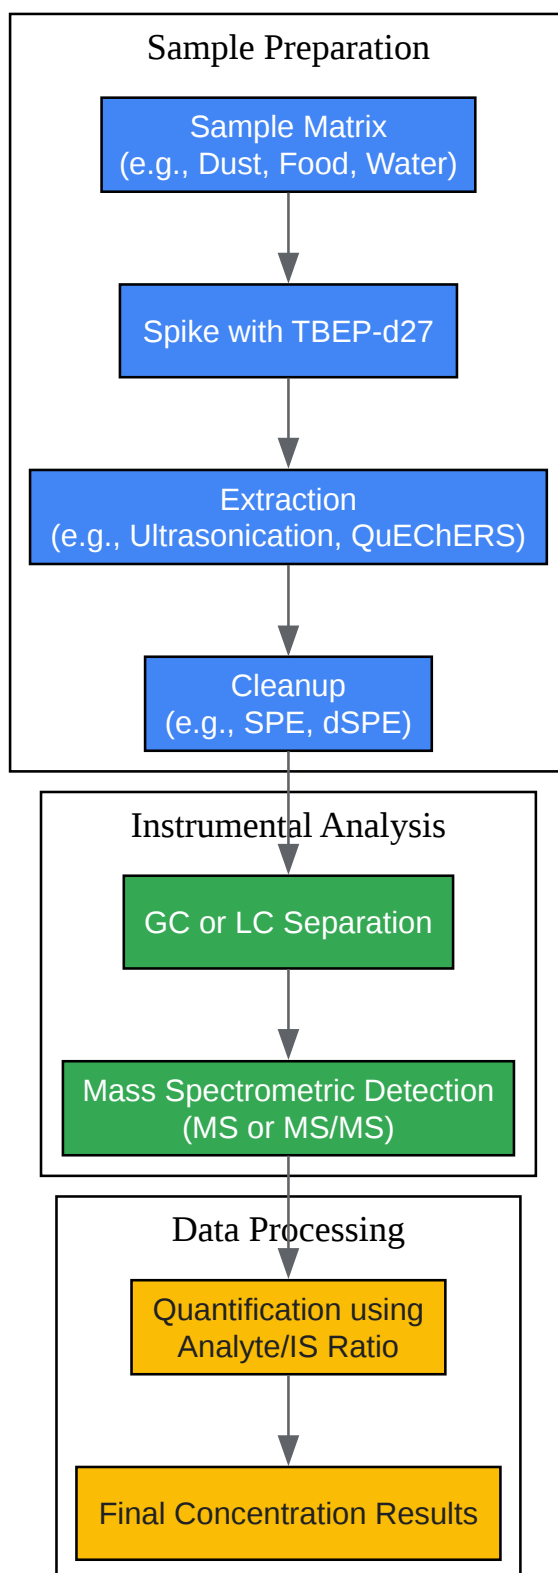 Sample Preparation
Sample Matrix
(e.g., Dust, Food, Water)
Spike with TBEP-d27
Extraction
(e.g., Ultrasonication, QuEChERS)
Cleanup
(e.g., SPE, dSPE)
Instrumental Analysis
GC or LC Separation
Mass Spectrometric Detection
(MS or MS/MS)
Data Processing
Quantification using
Analyte/IS Ratio
Final Concentration Results